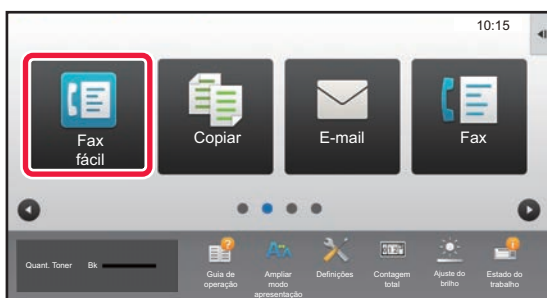 10:15
Fax
fácil
Copiar
E-mail
Fax
Quant. Toner Bk
Guia de
operação
Ampliar
modo
apresentação
Definições
Contagem
total
Ajuste do
brilho
Estado do
trabalho